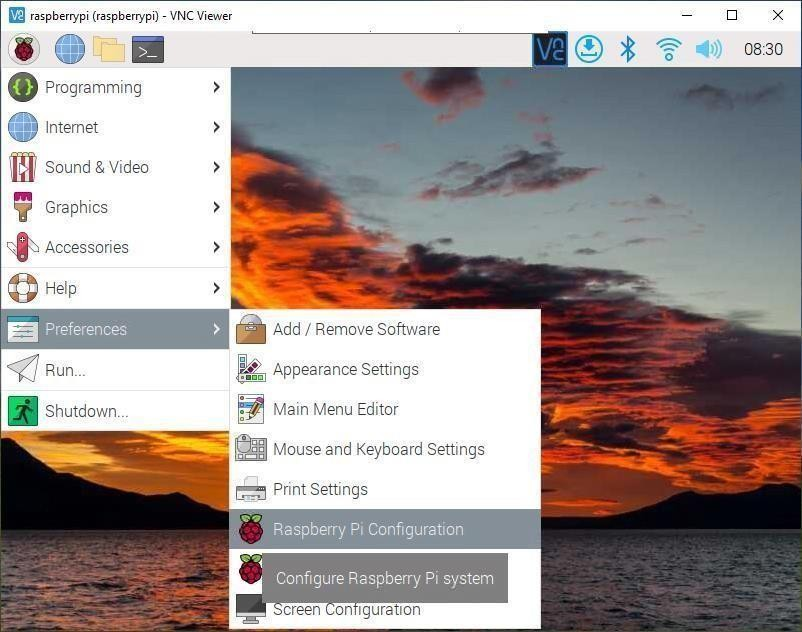 raspberrypi (raspberrypi) - VNC Viewer
08:30
Programming
Internet
Sound & Video
Graphics
Accessories
Help
Preferences
Run...
Shutdown...
Add / Remove Software
Appearance Settings
Main Menu Editor
Mouse and Keyboard Settings
Print Settings
Raspberry Pi Configuration
Configure Raspberry Pi system
Screen Configuration